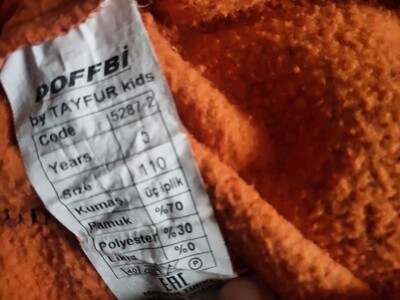 DOFFBİ
by TAYFUR kids
Code 5287-2
Years 3
Size 110
Kumaş üç iplik
Pamuk %70
Polyester %30
Likra %0
EAC